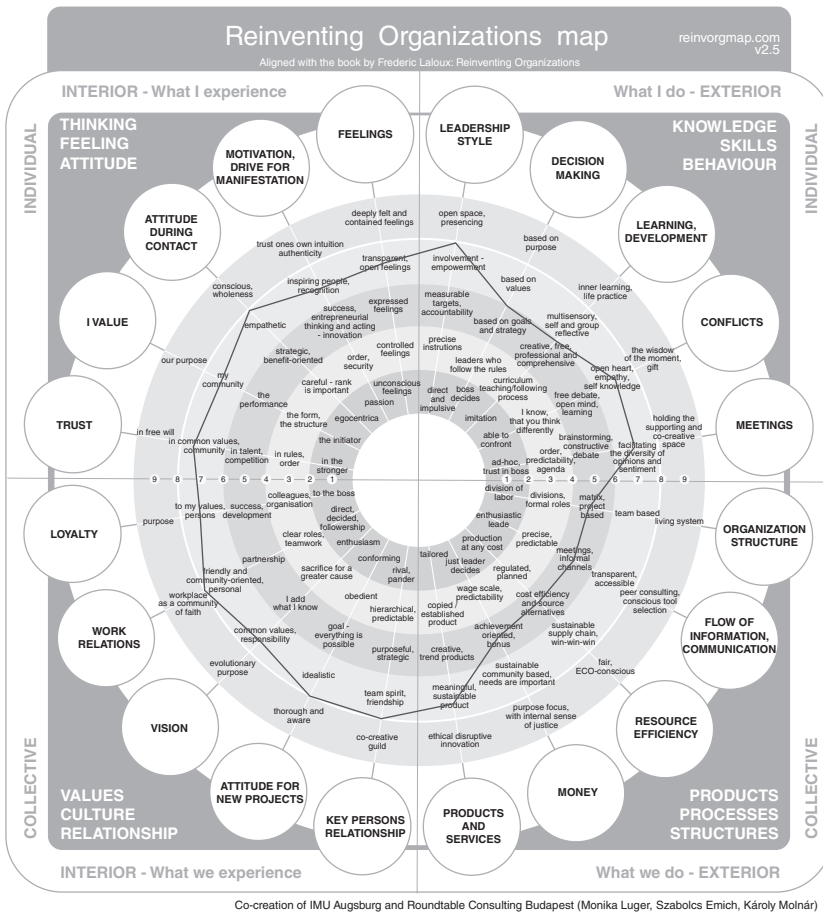 Reinventing Organizations map
reinvorgmap.com
v2.5
Aligned with the book by Frederic Laloux: Reinventing Organizations
INTERIOR - What I experience
What I do - EXTERIOR
INDIVIDUAL
INDIVIDUAL
THINKING
FEELING
ATTITUDE
KNOWLEDGE
SKILLS
BEHAVIOUR
FEELINGS
LEADERSHIP
STYLE
MOTIVATION,
DRIVE FOR
MANIFESTATION
DECISION
MAKING
ATTITUDE
DURING
CONTACT
LEARNING,
DEVELOPMENT
I VALUE
CONFLICTS
TRUST
MEETINGS
deeply felt and
contained feelings
transparent,
open feelings
expressed
feelings
controlled
feelings
unconscious
feelings
open space,
presencing
involvement -
empowerment
measurable
targets,
accountability
precise
instrutions
direct
and
impulsive
trust ones own intuition
authenticity
inspiring people,
recognition
success,
entrepreneurial
thinking and acting
- innovation
order,
security
passion
based on
purpose
based on
values
based on goals
and strategy
leaders who
follow the rules
boss
decides
conscious,
wholeness
empathetic
strategic,
benefit-oriented
careful - rank
is important
egocentrica
inner learning,
life practice
multisensory,
self and group
reflective
creative, free,
professional and
comprehensive
curriculum
teaching/following
process
imitation
our purpose
my
community
the
performance
the form,
the structure
the initiator
the wisdow
of the moment,
gift
open heart,
empathy,
self knowledge
free debate,
open mind,
learning
I know,
that you think
differently
able to
confront
in free will
in common values,
community
in talent,
competition
in rules,
order
in the
stronger
holding the
supporting and
co-creative
space
facilitating
the diversity of
opinions and
sentiment
brainstorming,
constructive
debate
order,
predictability,
agenda
ad-hoc,
trust in boss
9 8 7 6 5 4 3 2 1
1 2 3 4 5 6 7 8 9
LOYALTY
ORGANIZATION
STRUCTURE
WORK
RELATIONS
FLOW OF
INFORMATION,
COMMUNICATION
VISION
RESOURCE
EFFICIENCY
ATTITUDE FOR
NEW PROJECTS
MONEY
KEY PERSONS
RELATIONSHIP
PRODUCTS
AND
SERVICES
purpose
to my values,
persons
success,
development
colleagues,
organisation
to the boss
division of
labor
divisions,
formal roles
matrix,
project
based
team based
living system
workplace
as a community
of faith
friendly and
community-oriented,
personal
partnership
clear roles,
teamwork
direct,
decided,
followership
enthusiastic
leade
precise,
predictable
meetings,
informal
channels
transparent,
accessible
peer consulting,
conscious tool
selection
evolutionary
purpose
common values,
responsibility
I add
what I know
sacrifice for a
greater cause
enthusiasm
production
at any cost
regulated,
planned
cost efficiency
and source
alternatives
sustainable
supply chain,
win-win-win
fair,
ECO-conscious
thorough and
aware
idealistic
goal -
everything is
possible
obedient
conforming
just leader
decides
wage scale,
predictability
achievement
oriented,
bonus
sustainable
community based,
needs are important
purpose focus,
with internal sense
of justice
co-creative
guild
team spirit,
friendship
purposeful,
strategic
hierarchical,
predictable
rival,
pander
tailored
copied /
established
product
creative,
trend products
meaningful,
sustainable
product
ethical disruptive
innovation
COLLECTIVE
COLLECTIVE
VALUES
CULTURE
RELATIONSHIP
PRODUCTS
PROCESSES
STRUCTURES
INTERIOR - What we experience
What we do - EXTERIOR
Co-creation of IMU Augsburg and Roundtable Consulting Budapest (Monika Luger, Szabolcs Emich, Károly Molnár)